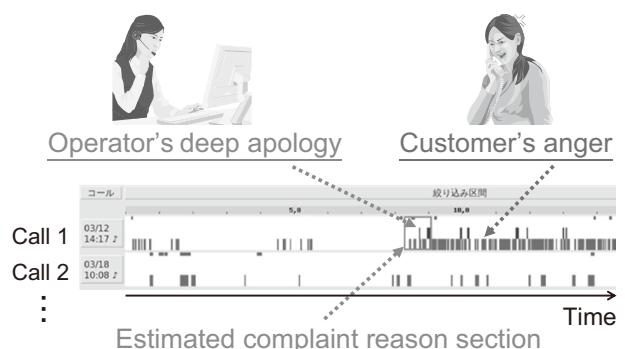 Operator's deep apology
Customer's anger
コール
絞り込み区間
5,0
10,0
Call 1
03/12
14:17 ♪
Call 2
03/18
10:08 ♪
Time
Estimated complaint reason section